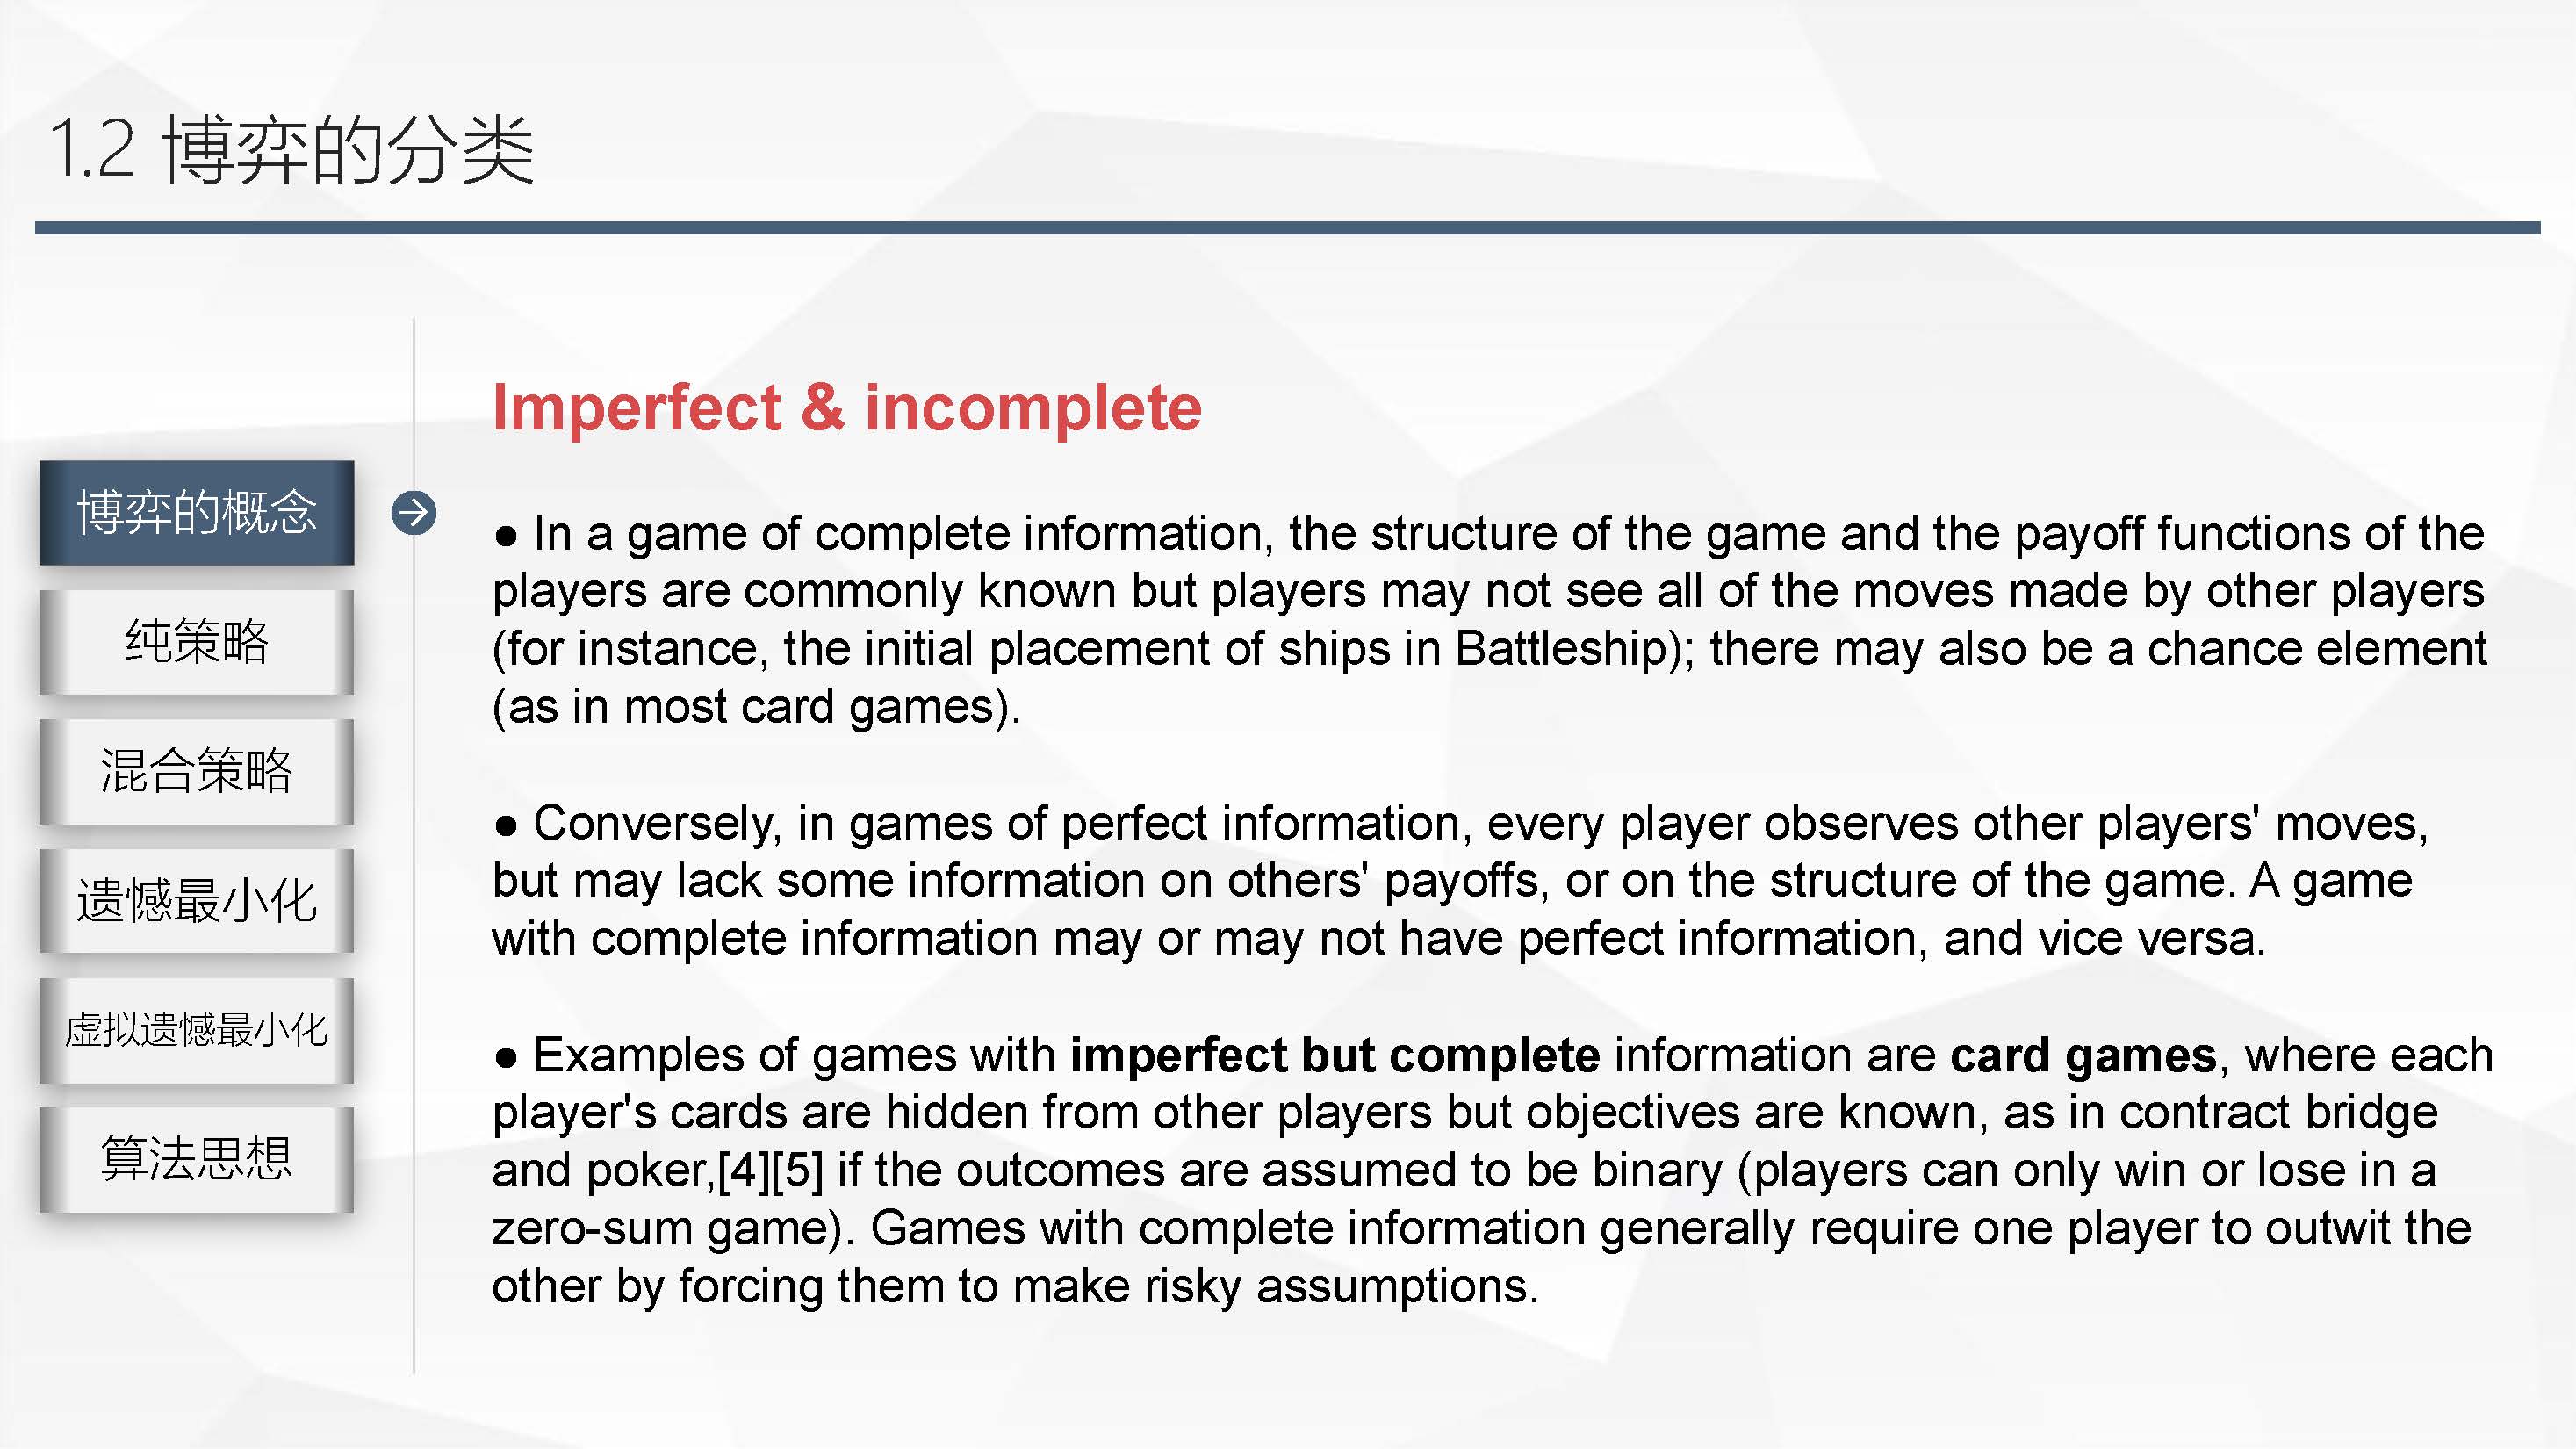 1.2 博弈的分类
博弈的概念
纯策略
混合策略
遗憾最小化
虚拟遗憾最小化
算法思想
Imperfect & incomplete
● In a game of complete information, the structure of the game and the payoff functions of the
players are commonly known but players may not see all of the moves made by other players
(for instance, the initial placement of ships in Battleship); there may also be a chance element
(as in most card games).
● Conversely, in games of perfect information, every player observes other players' moves,
but may lack some information on others' payoffs, or on the structure of the game. A game
with complete information may or may not have perfect information, and vice versa.
● Examples of games with imperfect but complete information are card games, where each
player's cards are hidden from other players but objectives are known, as in contract bridge
and poker,[4][5] if the outcomes are assumed to be binary (players can only win or lose in a
zero-sum game). Games with complete information generally require one player to outwit the
other by forcing them to make risky assumptions.